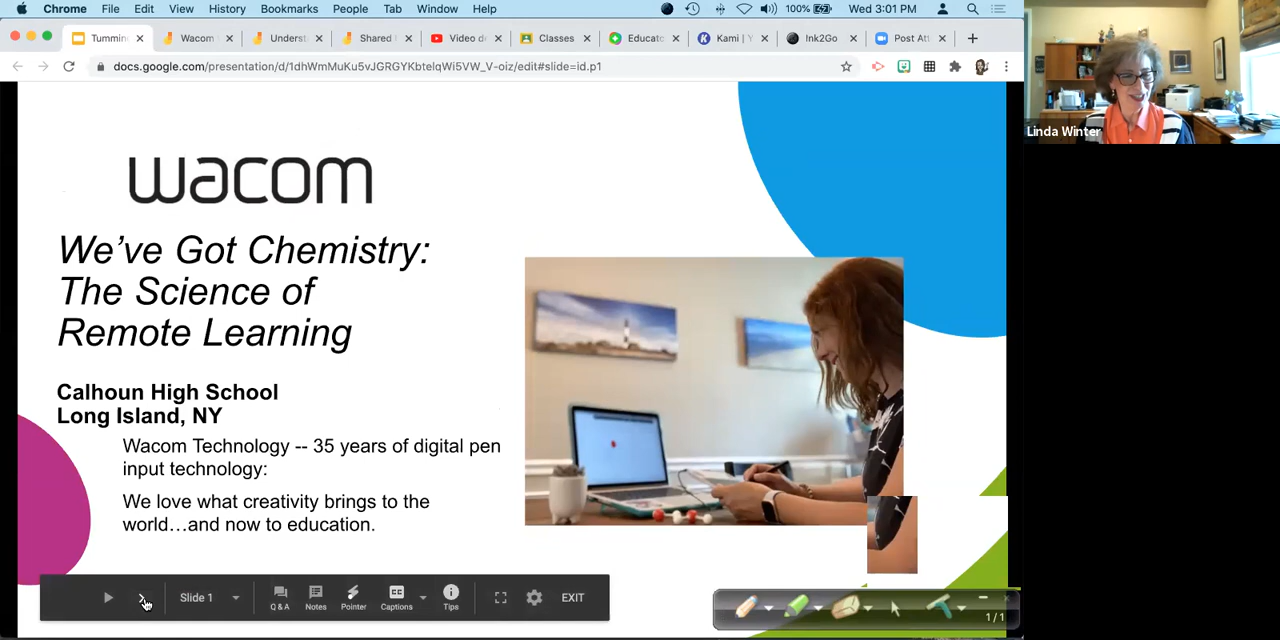 Chrome File Edit View History Bookmarks People Tab Window Help 100% Wed 3:01 PM
Tumming Wacom Underst Shared Video d Classes Educato Kami | Y Ink2Go Post Att
docs.google.com/presentation/d/1dhWmMuKu5vJGRGYKbtelqWi5VW_V-oiz/edit#slide=id.p1
Linda Winter
wacom
We've Got Chemistry:
The Science of
Remote Learning
Calhoun High School
Long Island, NY
Wacom Technology -- 35 years of digital pen
input technology:
We love what creativity brings to the
world…and now to education.
Slide 1 Q & A Notes Pointer Captions Tips EXIT
1/1